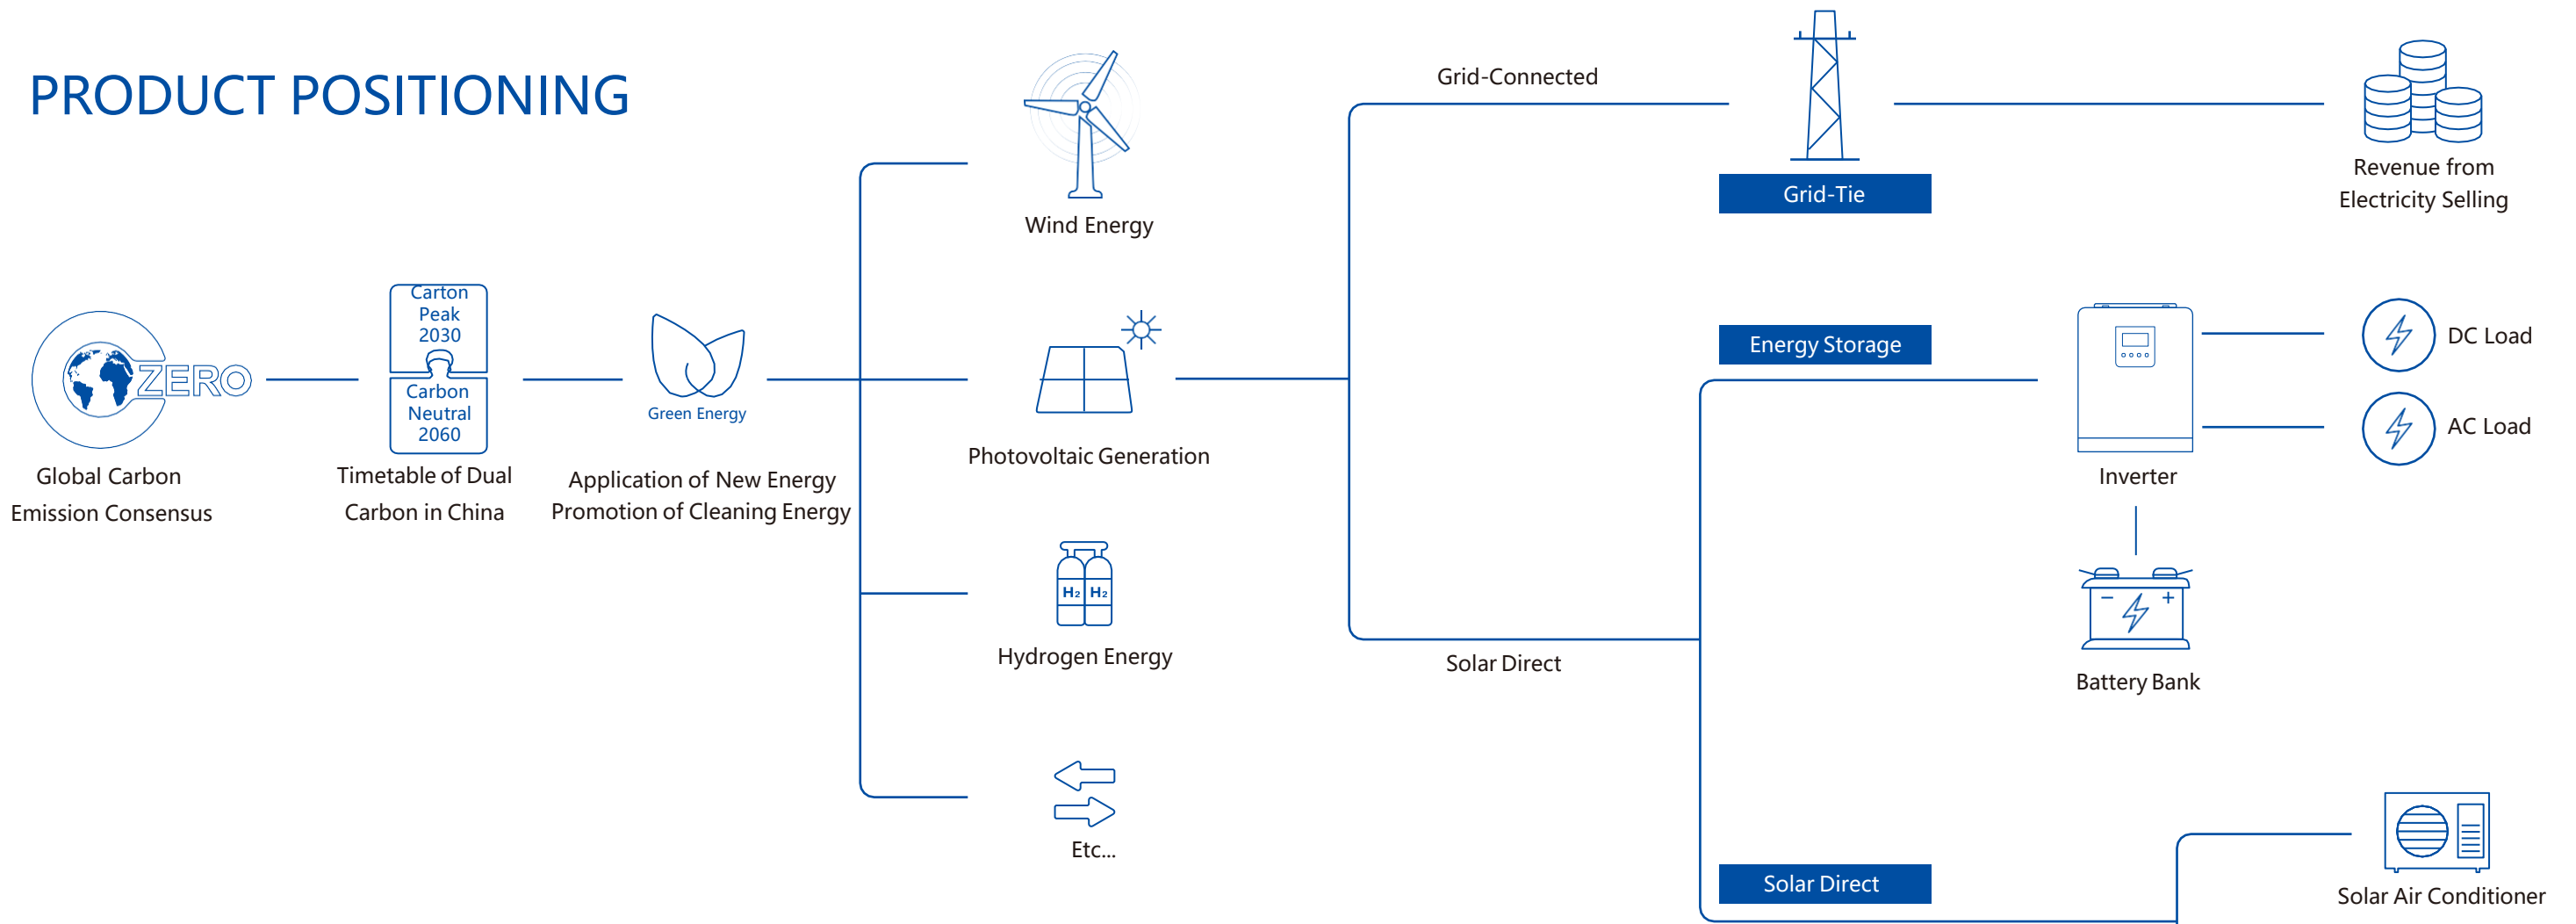 PRODUCT POSITIONING
ZERO
Global Carbon
Emission Consensus
Carton
Peak
2030
Carbon
Neutral
2060
Timetable of Dual
Carbon in China
Green Energy
Application of New Energy
Promotion of Cleaning Energy
Wind Energy
Photovoltaic Generation
H₂ H₂
Hydrogen Energy
Etc...
Grid-Connected
Grid-Tie
Revenue from
Electricity Selling
Solar Direct
Energy Storage
Inverter
DC Load
AC Load
− +
Battery Bank
Solar Direct
Solar Air Conditioner